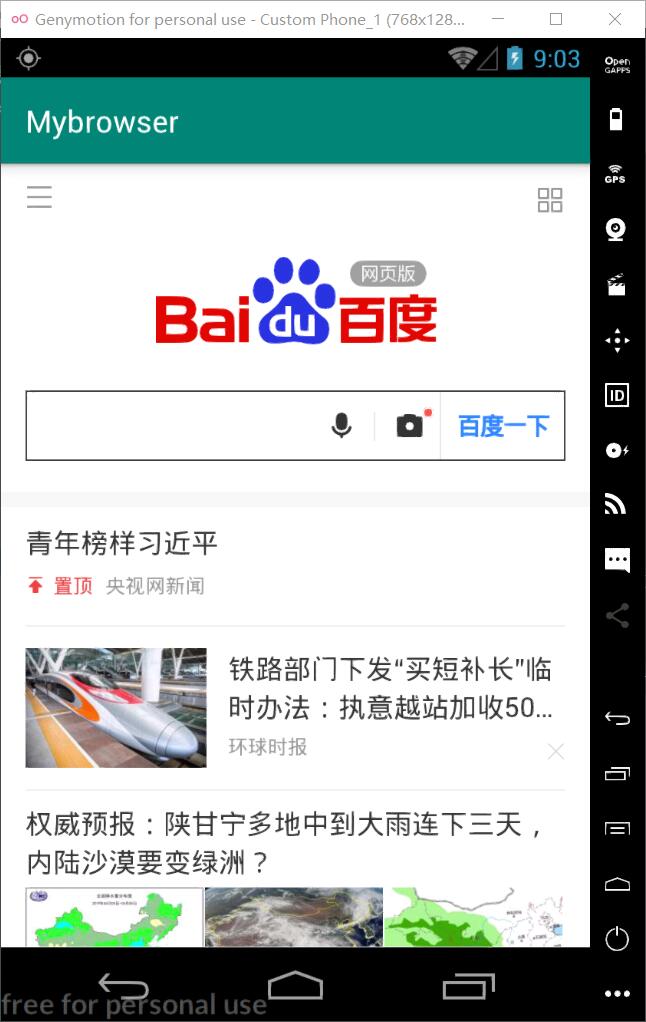 Genymotion for personal use - Custom Phone_1 (768x128...
9:03
Open
GAPPS
Mybrowser
GPS
网页版
Bai du 百度
ID
百度一下
青年榜样习近平
置顶 央视网新闻
铁路部门下发“买短补长”临
时办法：执意越站加收50...
环球时报
权威预报：陕甘宁多地中到大雨连下三天，
内陆沙漠要变绿洲？
free for personal use